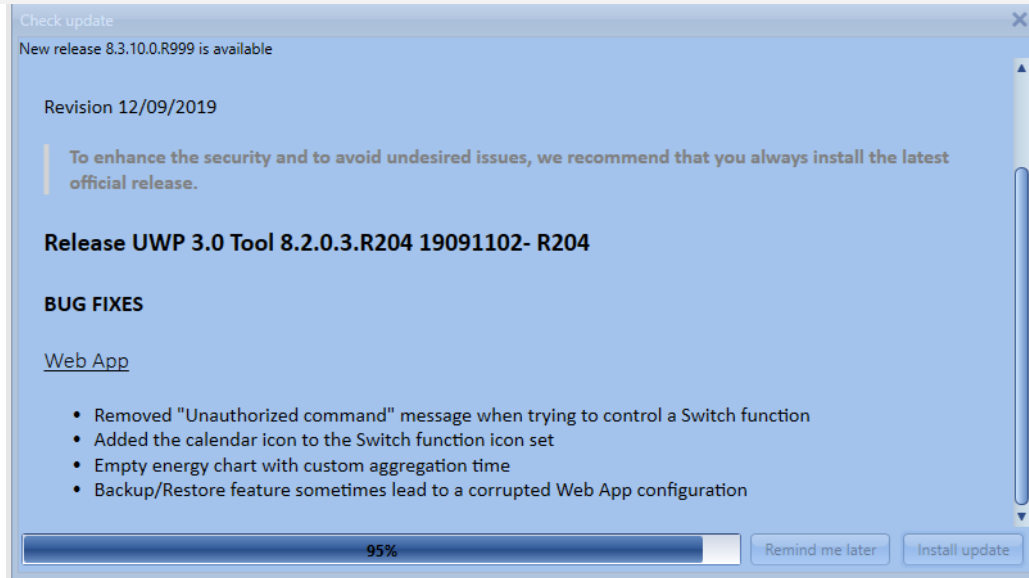 Check update
New release 8.3.10.0.R999 is available
Revision 12/09/2019
To enhance the security and to avoid undesired issues, we recommend that you always install the latest
official release.
Release UWP 3.0 Tool 8.2.0.3.R204 19091102- R204
BUG FIXES
Web App
• Removed "Unauthorized command" message when trying to control a Switch function
• Added the calendar icon to the Switch function icon set
• Empty energy chart with custom aggregation time
• Backup/Restore feature sometimes lead to a corrupted Web App configuration
95%
Remind me later
Install update